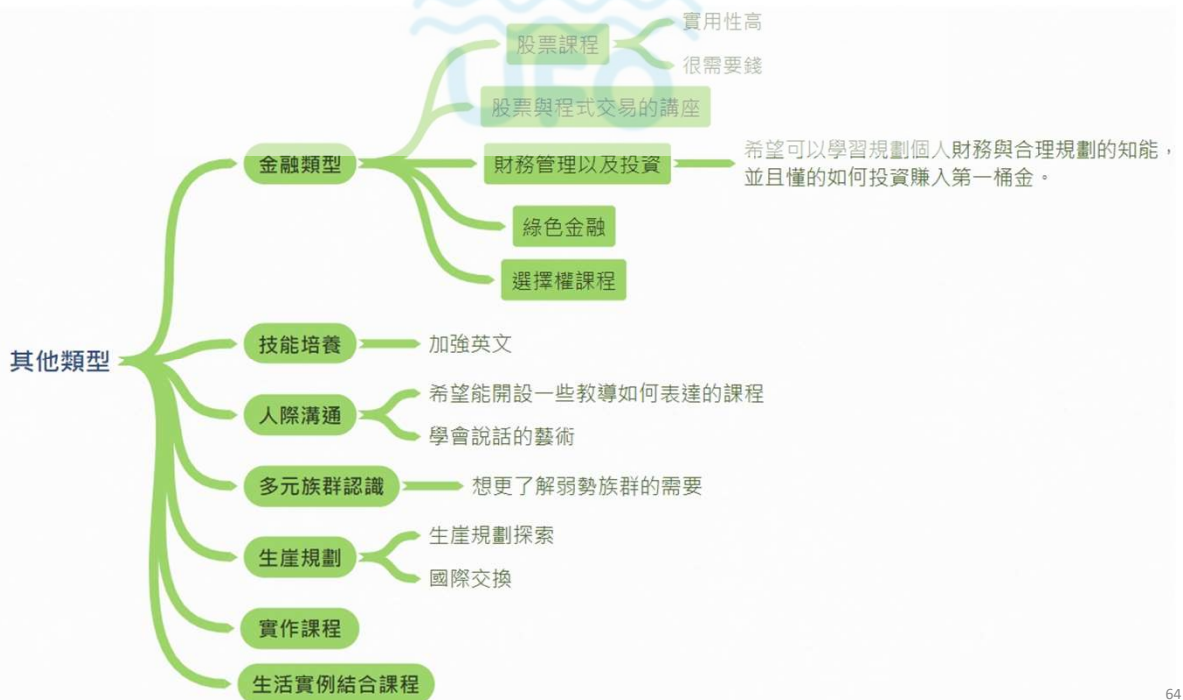 UFO
股票課程
實用性高
很需要錢
股票與程式交易的講座
金融類型
財務管理以及投資
希望可以學習規劃個人財務與合理規劃的知能，
並且懂的如何投資賺入第一桶金。
綠色金融
選擇權課程
其他類型
技能培養
加強英文
人際溝通
希望能開設一些教導如何表達的課程
學會說話的藝術
多元族群認識
想更了解弱勢族群的需要
生崖規劃
生崖規劃探索
國際交換
實作課程
生活實例結合課程
64